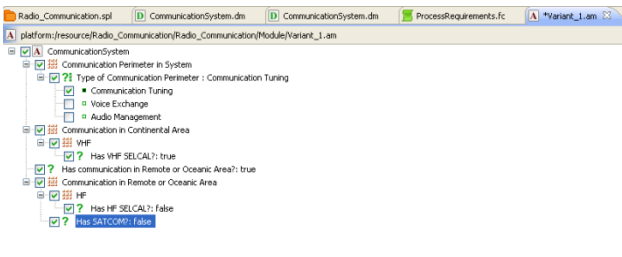 Radio_Communication.spl CommunicationSystem.dm CommunicationSystem.dm ProcessRequirements.fc *Variant_1.am
platform:/resource/Radio_Communication/Radio_Communication/Module/Variant_1.am
CommunicationSystem
Communication Perimeter in System
Type of Communication Perimeter : Communication Tuning
Communication Tuning
Voice Exchange
Audio Management
Communication in Continental Area
VHF
Has VHF SELCAL?: true
Has communication in Remote or Oceanic Area?: true
Communication in Remote or Oceanic Area
HF
Has HF SELCAL?: false
Has SATCOM?: false